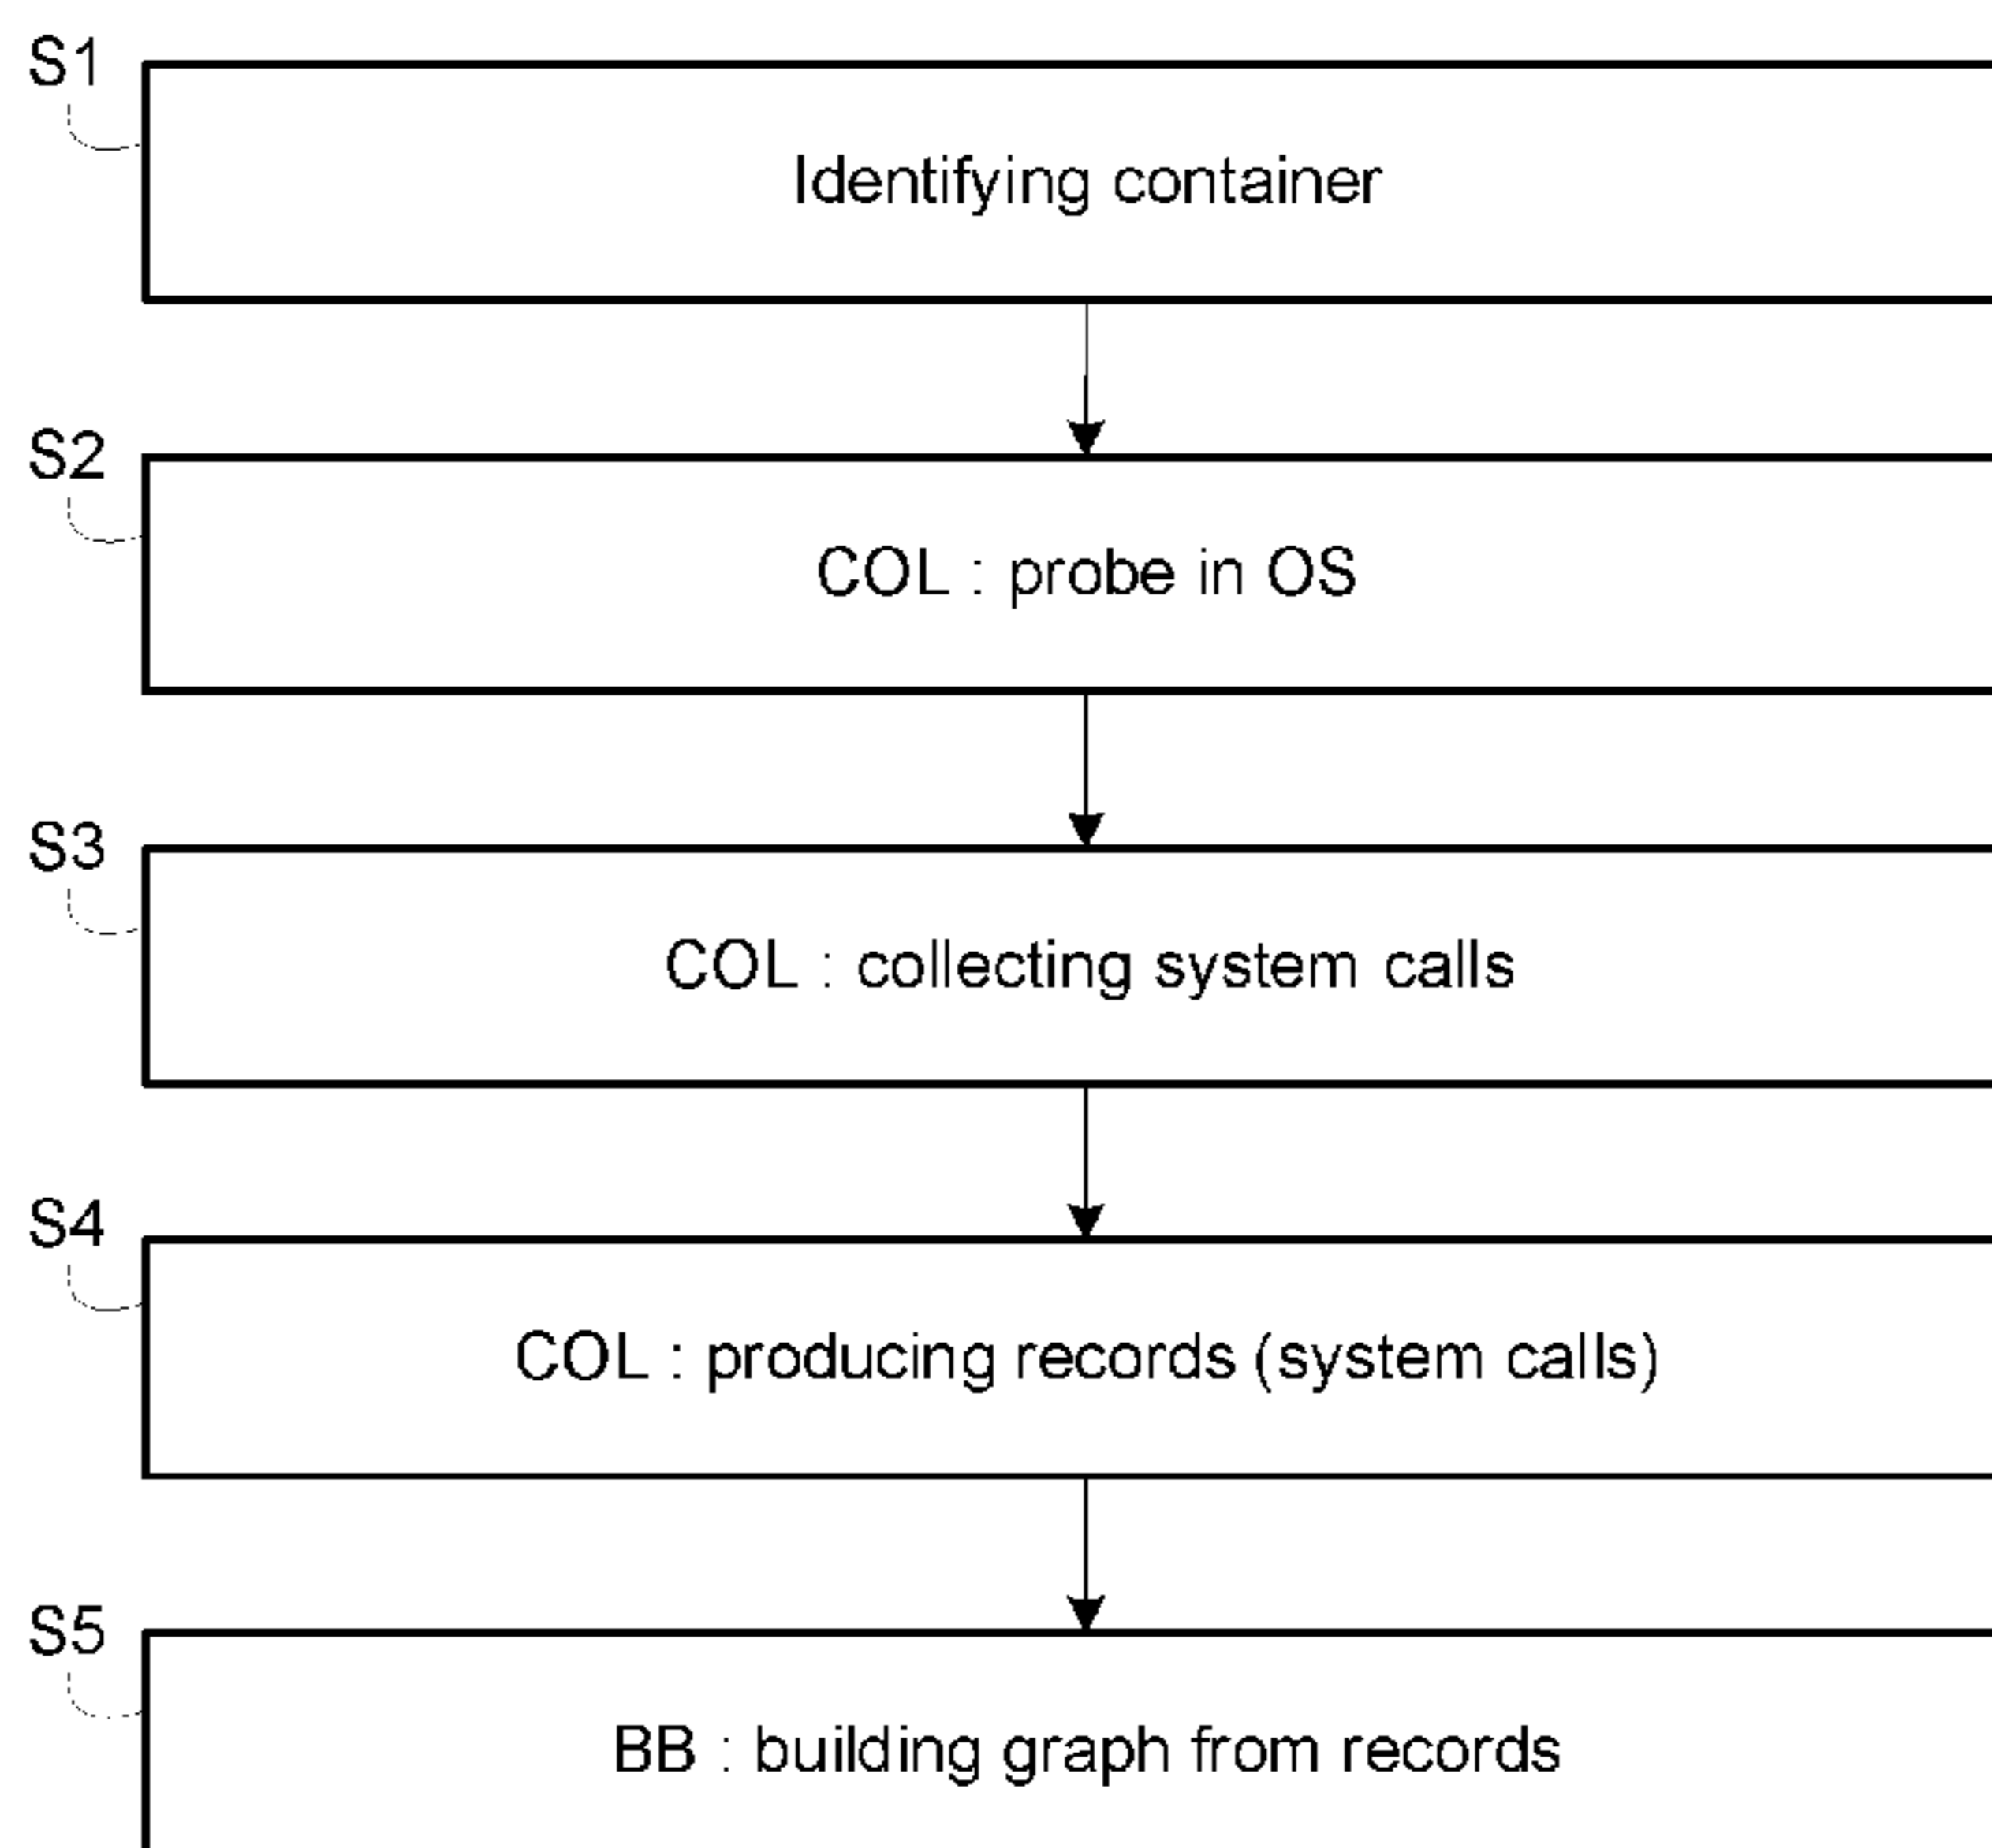 S1
Identifying container
S2
COL : probe in OS
S3
COL : collecting system calls
S4
COL : producing records (system calls)
S5
BB : building graph from records